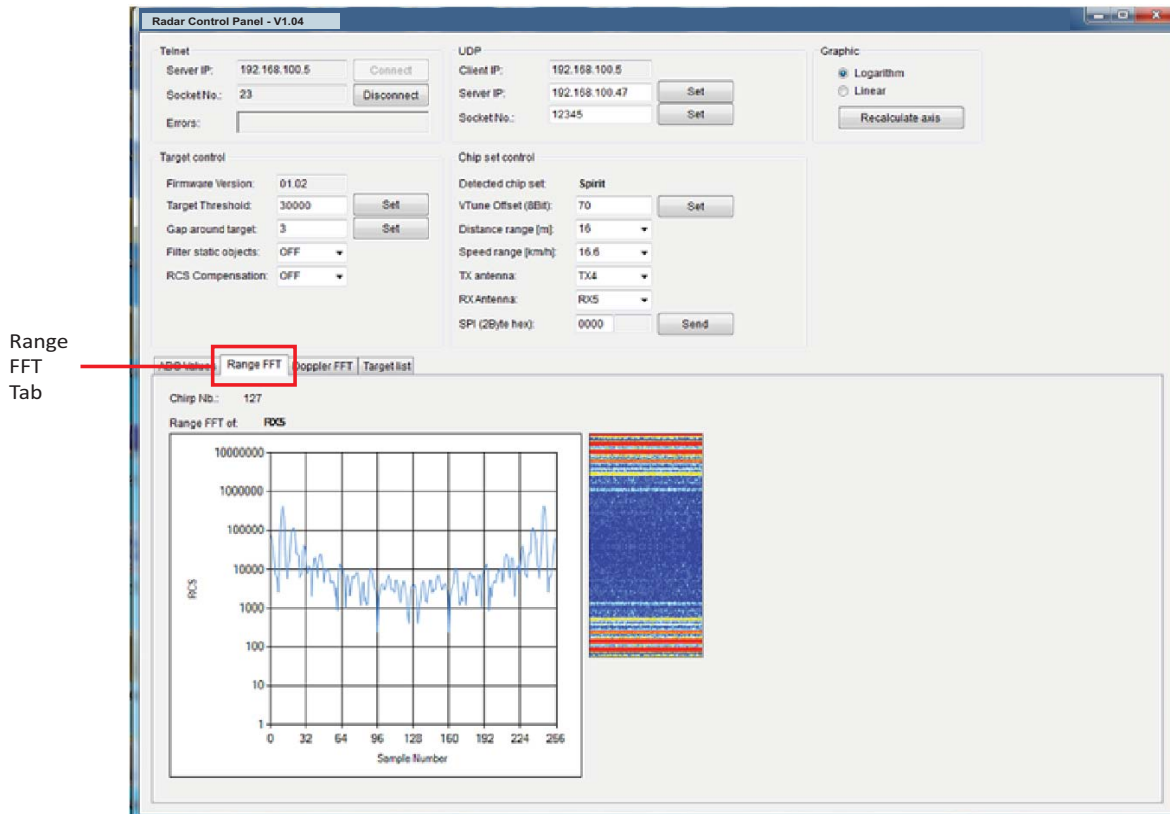 Radar Control Panel - V1.04
Telnet
Server IP: 192.168.100.5 Connect
Socket No.: 23 Disconnect
Errors:
UDP
Client IP: 192.168.100.5
Server IP: 192.168.100.47 Set
Socket No.: 12345 Set
Graphic
Logarithm
Linear
Recalculate axis
Target control
Firmware Version: 01.02
Target Threshold: 30000 Set
Gap around target: 3 Set
Filter static objects: OFF
RCS Compensation: OFF
Chip set control
Detected chip set: Spirit
VTune Offset (8Bit): 70 Set
Distance range [m]: 16
Speed range [km/h]: 16.6
TX antenna: TX4
RX Antenna: RX5
SPI (2Byte hex): 0000 Send
Range
FFT
Tab
ADC Values Range FFT Doppler FFT Target list
Chirp Nb.: 127
Range FFT of: RX5
RCS
10000000
1000000
100000
10000
1000
100
10
1
0 32 64 96 128 160 192 224 256
Sample Number